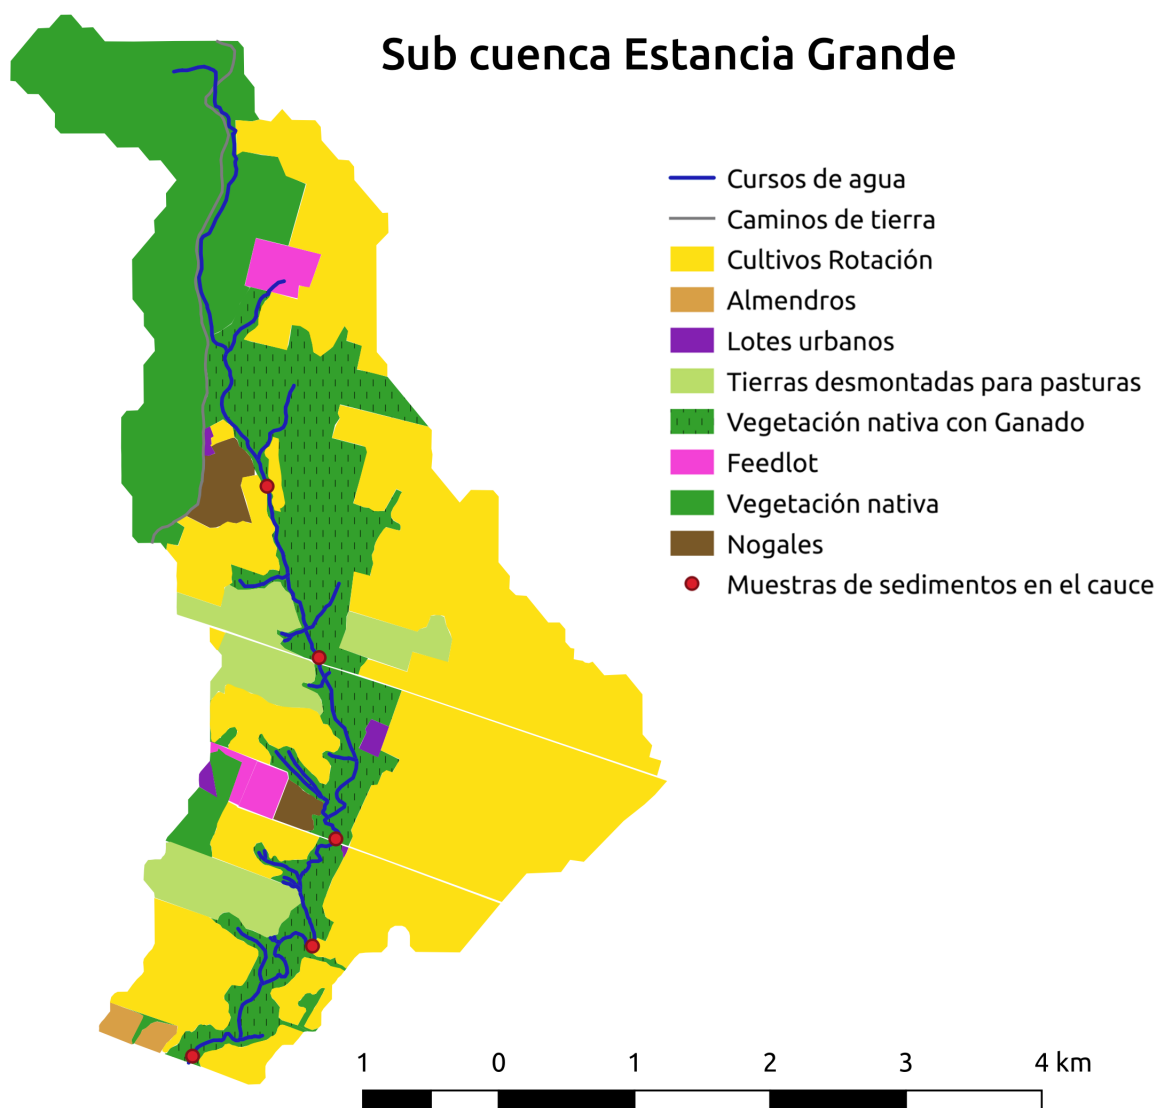 Sub cuenca Estancia Grande
Cursos de agua
Caminos de tierra
Cultivos Rotación
Almendros
Lotes urbanos
Tierras desmontadas para pasturas
Vegetación nativa con Ganado
Feedlot
Vegetación nativa
Nogales
Muestras de sedimentos en el cauce
1 0 1 2 3 4 km